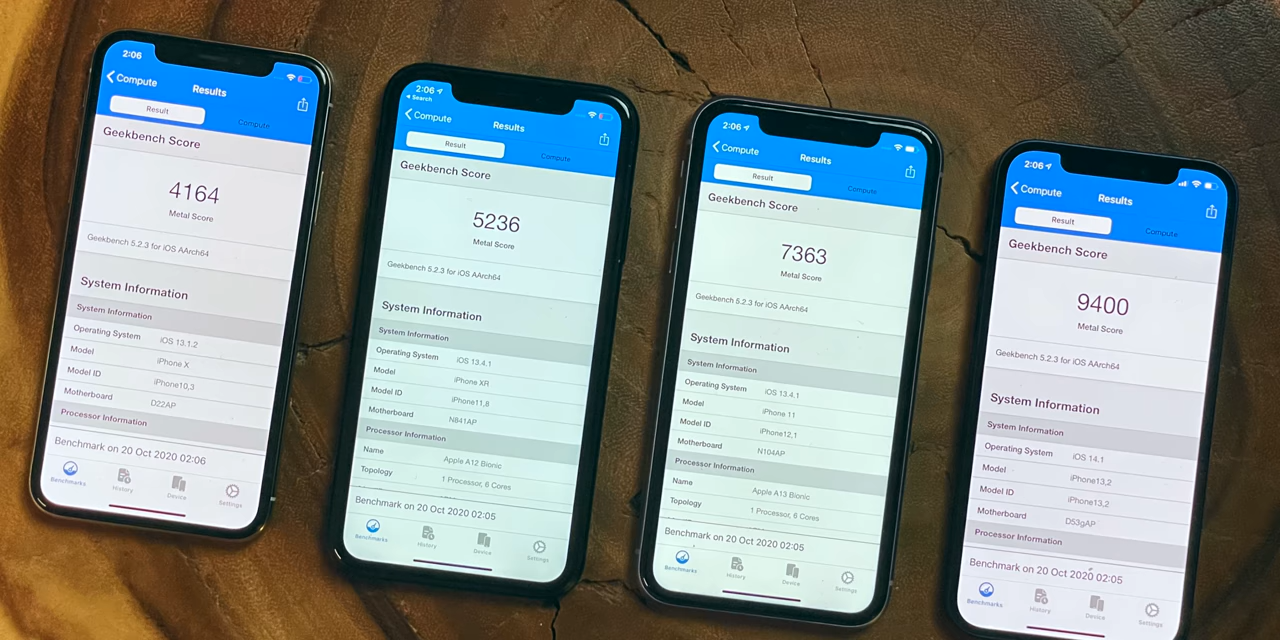 2:06
Compute
Results
Result
Compute
Geekbench Score
4164
Metal Score
Geekbench 5.2.3 for iOS AArch64
System Information
System Information
Operating System iOS 13.1.2
Model iPhone X
Model ID iPhone10,3
Motherboard D22AP
Processor Information
Benchmark on 20 Oct 2020 02:06
Benchmarks History Device Settings
2:06
Search
Compute
Results
Result
Compute
Geekbench Score
5236
Metal Score
Geekbench 5.2.3 for iOS AArch64
System Information
System Information
Operating System iOS 13.4.1
Model iPhone XR
Model ID iPhone11,8
Motherboard N841AP
Processor Information
Name Apple A12 Bionic
Topology 1 Processor, 6 Cores
Benchmark on 20 Oct 2020 02:05
Benchmarks History Device Settings
2:06
Compute
Results
Result
Compute
Geekbench Score
7363
Metal Score
Geekbench 5.2.3 for iOS AArch64
System Information
System Information
Operating System iOS 13.4.1
Model iPhone 11
Model ID iPhone12,1
Motherboard N104AP
Processor Information
Name Apple A13 Bionic
Topology 1 Processor, 6 Cores
Benchmark on 20 Oct 2020 02:05
Benchmarks History Device Settings
2:06
Compute
Results
Result
Compute
Geekbench Score
9400
Metal Score
Geekbench 5.2.3 for iOS AArch64
System Information
System Information
Operating System iOS 14.1
Model iPhone13,2
Model ID iPhone13,2
Motherboard D53gAP
Processor Information
Benchmark on 20 Oct 2020 02:05
Benchmarks History Device Settings